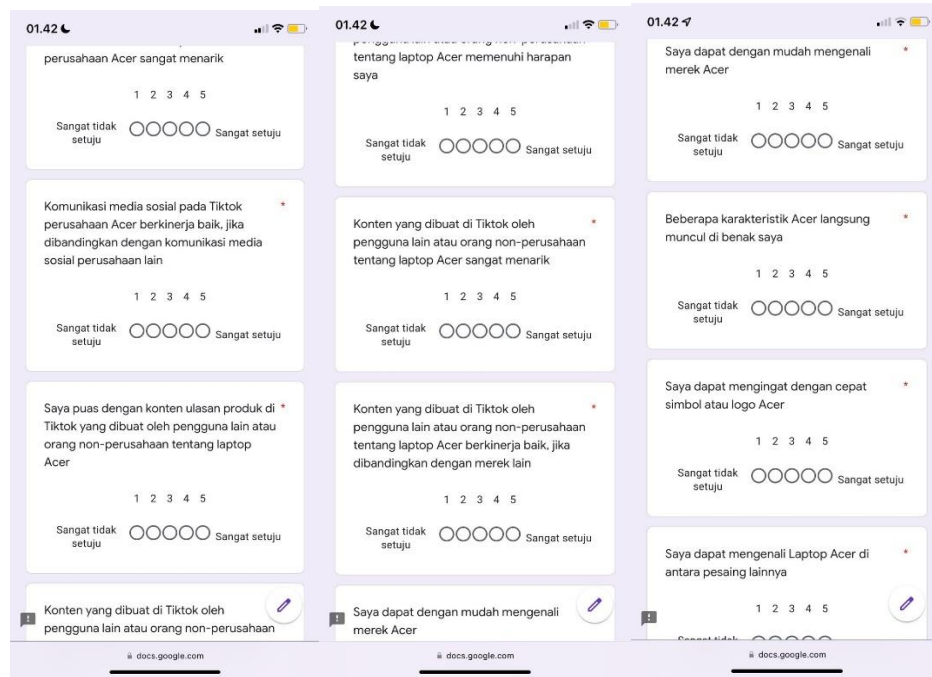 01.42
perusahaan Acer sangat menarik
1 2 3 4 5
Sangat tidak
setuju
Sangat setuju
Komunikasi media sosial pada Tiktok *
perusahaan Acer berkinerja baik, jika
dibandingkan dengan komunikasi media
sosial perusahaan lain
1 2 3 4 5
Sangat tidak
setuju
Sangat setuju
Saya puas dengan konten ulasan produk di *
Tiktok yang dibuat oleh pengguna lain atau
orang non-perusahaan tentang laptop
Acer
1 2 3 4 5
Sangat tidak
setuju
Sangat setuju
Konten yang dibuat di Tiktok oleh
pengguna lain atau orang non-perusahaan
docs.google.com
01.42
tentang laptop Acer memenuhi harapan
saya
1 2 3 4 5
Sangat tidak
setuju
Sangat setuju
Konten yang dibuat di Tiktok oleh *
pengguna lain atau orang non-perusahaan
tentang laptop Acer sangat menarik
1 2 3 4 5
Sangat tidak
setuju
Sangat setuju
Konten yang dibuat di Tiktok oleh *
pengguna lain atau orang non-perusahaan
tentang laptop Acer berkinerja baik, jika
dibandingkan dengan merek lain
1 2 3 4 5
Sangat tidak
setuju
Sangat setuju
Saya dapat dengan mudah mengenali
merek Acer
docs.google.com
01.42
Saya dapat dengan mudah mengenali *
merek Acer
1 2 3 4 5
Sangat tidak
setuju
Sangat setuju
Beberapa karakteristik Acer langsung *
muncul di benak saya
1 2 3 4 5
Sangat tidak
setuju
Sangat setuju
Saya dapat mengingat dengan cepat *
simbol atau logo Acer
1 2 3 4 5
Sangat tidak
setuju
Sangat setuju
Saya dapat mengenali Laptop Acer di *
antara pesaing lainnya
1 2 3 4 5
docs.google.com